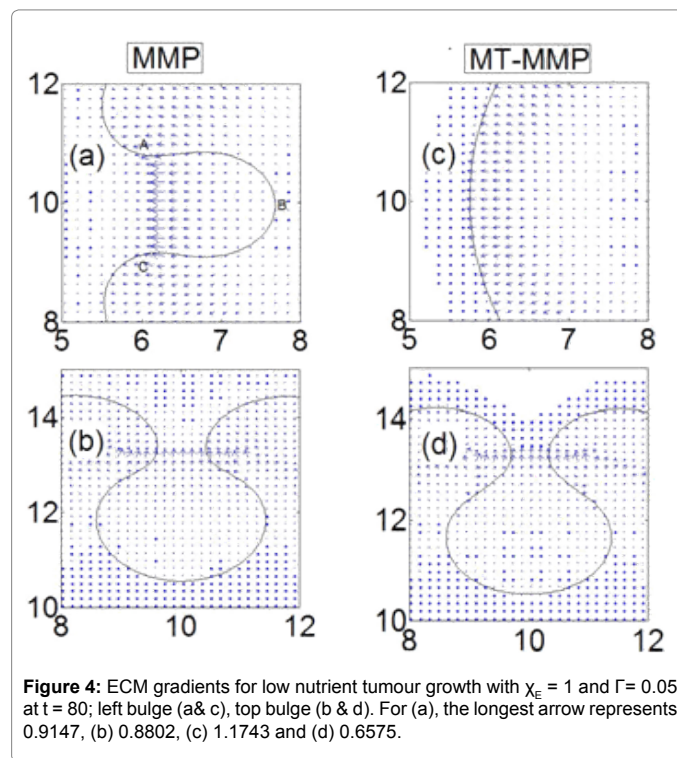 MMP
MT-MMP
12
10
8
(a)
A
B
C
5 6 7 8
12
10
8
(c)
5 6 7 8
14
12
10
(b)
8 10 12
14
12
10
(d)
8 10 12
Figure 4: ECM gradients for low nutrient tumour growth with χE = 1 and Γ= 0.05
at t = 80; left bulge (a& c), top bulge (b & d). For (a), the longest arrow represents
0.9147, (b) 0.8802, (c) 1.1743 and (d) 0.6575.